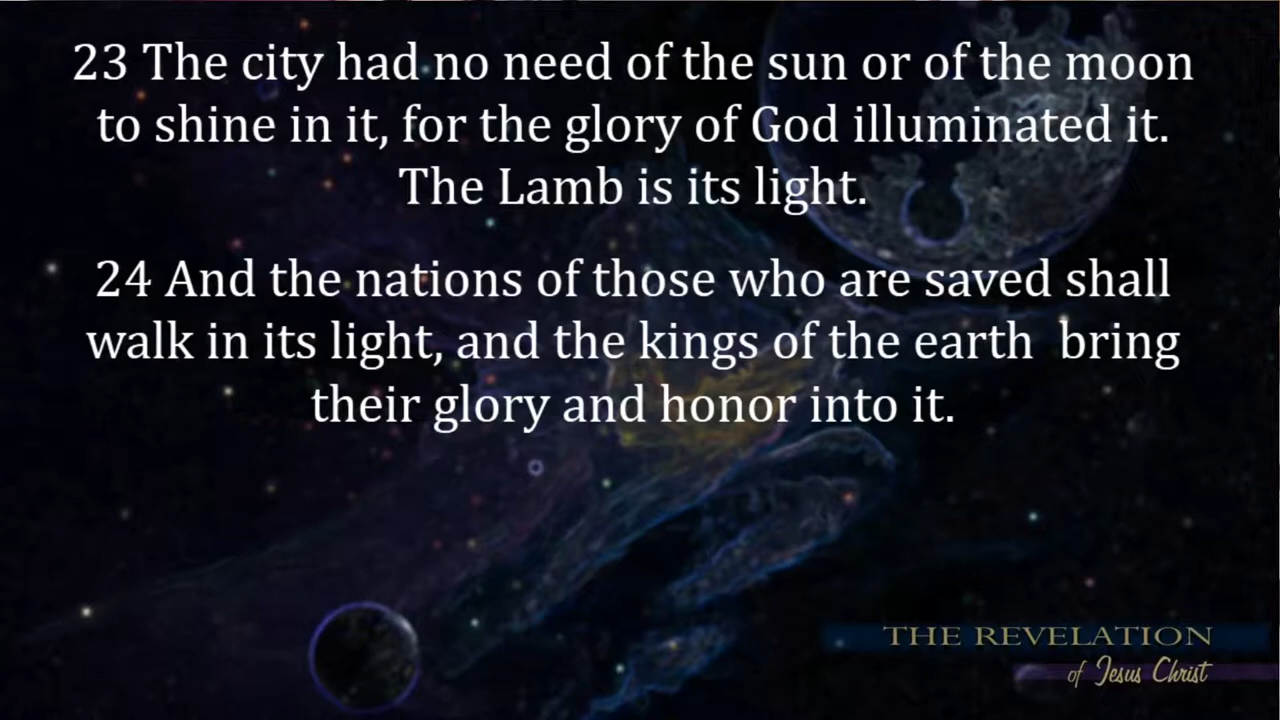 23 The city had no need of the sun or of the moon
to shine in it, for the glory of God illuminated it.
The Lamb is its light.
24 And the nations of those who are saved shall
walk in its light, and the kings of the earth  bring
their glory and honor into it.
THE REVELATION
of Jesus Christ